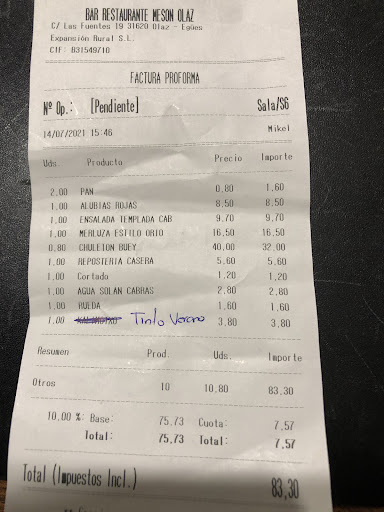 BAR RESTAURANTE MESON OLAZ
C/ Las Fuentes 19 31620 Olaz - Egües
Expansión Rural S.L.
CIF: B31549710
FACTURA PROFORMA
Nº Op.: [Pendiente] Sala/S6
14/07/2021 15:46 Mikel
Uds. Producto Precio Importe
2,00 PAN 0,80 1,60
1,00 ALUBIAS ROJAS 8,50 8,50
1,00 ENSALADA TEMPLADA CAB 9,70 9,70
1,00 MERLUZA ESTILO ORIO 16,50 16,50
0,80 CHULETON BUEY 40,00 32,00
1,00 REPOSTERIA CASERA 5,60 5,60
1,00 Cortado 1,20 1,20
1,00 AGUA SOLAN CABRAS 2,80 2,80
1,00 RUEDA 1,60 1,60
1,00 Tinto Verano 3,80 3,80
Resumen Prod. Uds. Importe
Otros 10 10,80 83,30
10,00 %: Base: 75,73 Cuota: 7,57
Total: 75,73 Total: 7,57
Total (Impuestos Incl.) 83,30